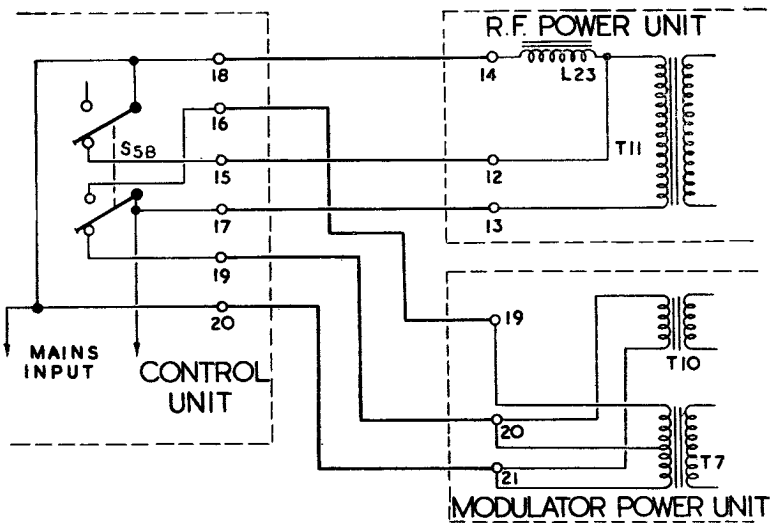 R.F. POWER UNIT
18
14
L23
16
S5B
15
12
T11
17
13
19
20
19
MAINS
INPUT
CONTROL
UNIT
T10
20
21
T7
MODULATOR POWER UNIT